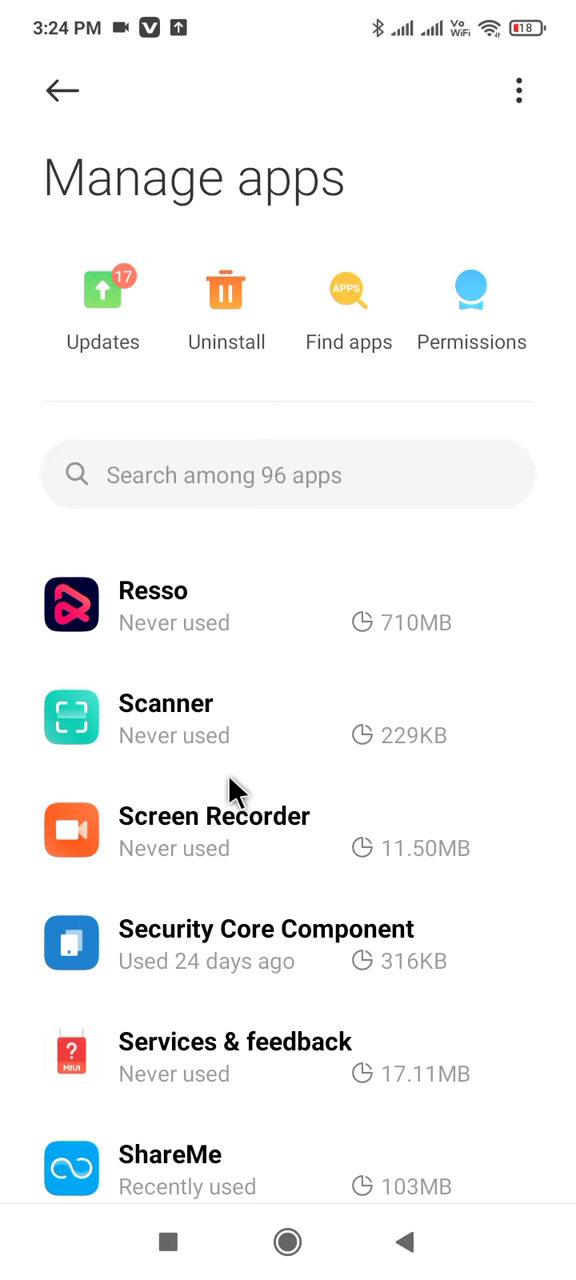 3:24 PM Vo WiFi 18
Manage apps
17
Updates Uninstall Find apps Permissions
APPS
Search among 96 apps
Resso
Never used 710MB
Scanner
Never used 229KB
Screen Recorder
Never used 11.50MB
Security Core Component
Used 24 days ago 316KB
Services & feedback
MIUI
Never used 17.11MB
ShareMe
Recently used 103MB